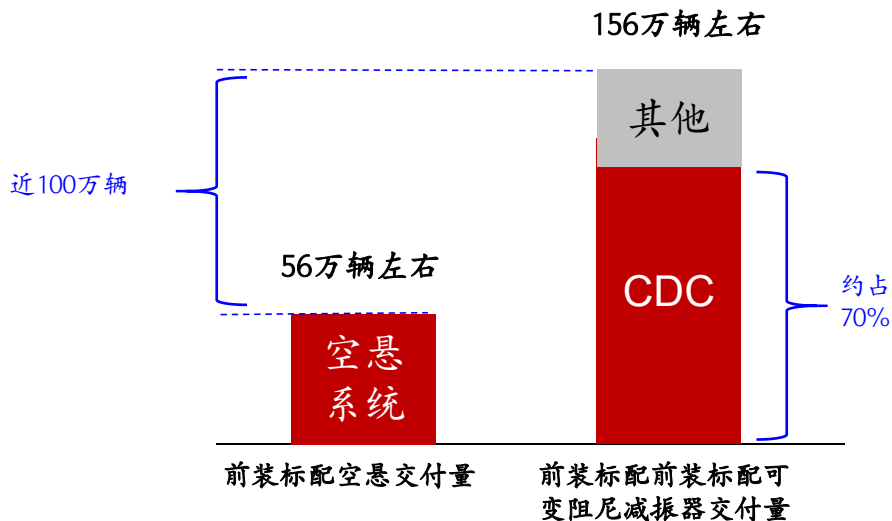 156万辆左右
其他
近100万辆
56万辆左右
CDC
约占
70%
空悬
系统
前装标配空悬交付量
前装标配前装标配可
变阻尼减振器交付量